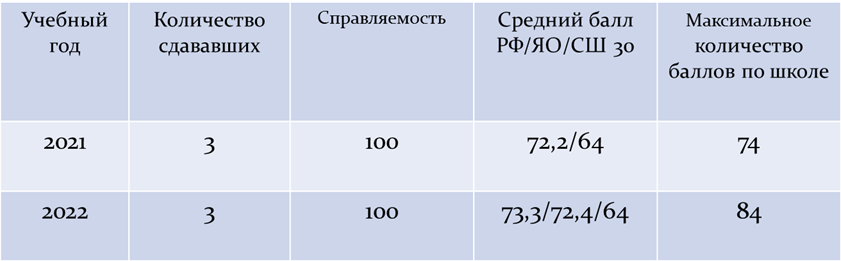 Учебный год
Количество сдававших
Справляемость
Средний балл РФ/ЯО/СШ 30
Максимальное количество баллов по школе
2021
3
100
72,2/64
74
2022
3
100
73,3/72,4/64
84